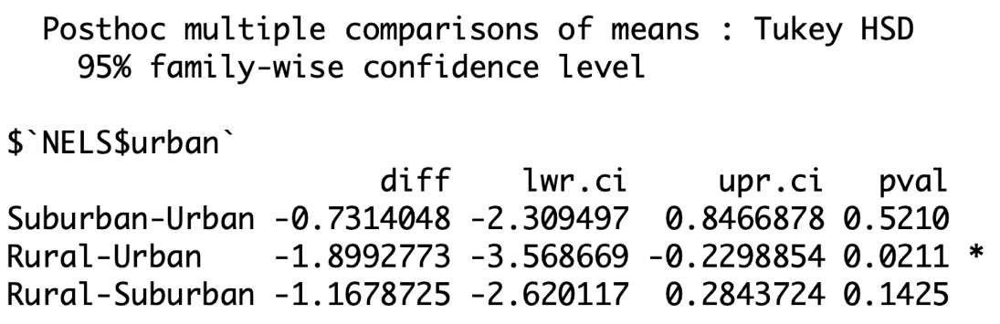 Posthoc multiple comparisons of means : Tukey HSD
95% family-wise confidence level
$`NELS$urban`
diff lwr.ci upr.ci pval
Suburban-Urban -0.7314048 -2.309497 0.8466878 0.5210
Rural-Urban -1.8992773 -3.568669 -0.2298854 0.0211 *
Rural-Suburban -1.1678725 -2.620117 0.2843724 0.1425